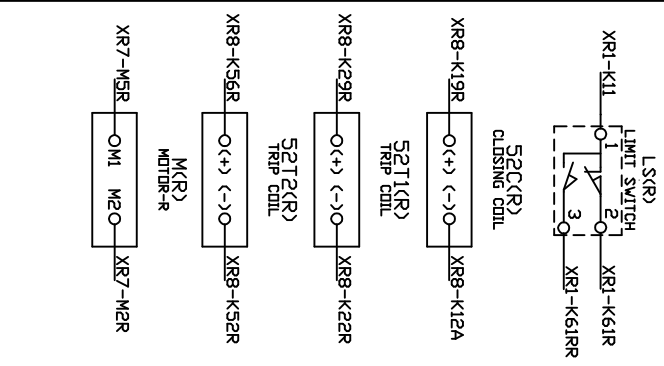 LS(R)
LIMIT SWITCH
XR1-K11
1
2
3
XR1-K61R
XR1-K61RR
52C(R)
CLOSING COIL
XR8-K19R
(+) (-)
XR8-K12A
52T1(R)
TRIP COIL
XR8-K29R
(+) (-)
XR8-K22R
52T2(R)
TRIP COIL
XR8-K56R
(+) (-)
XR8-K52R
M(R)
MOTOR-R
XR7-M5R
M1 M2
XR7-M2R